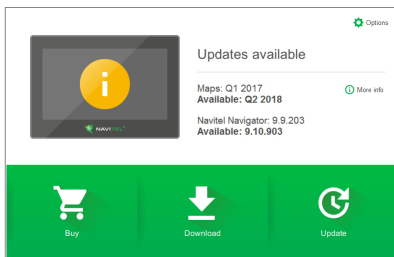 Options
Updates available
Maps: Q1 2017
Available: Q2 2018
More info
Navitel Navigator: 9.9.203
Available: 9.10.903
NAVITEL
Buy
Download
Update